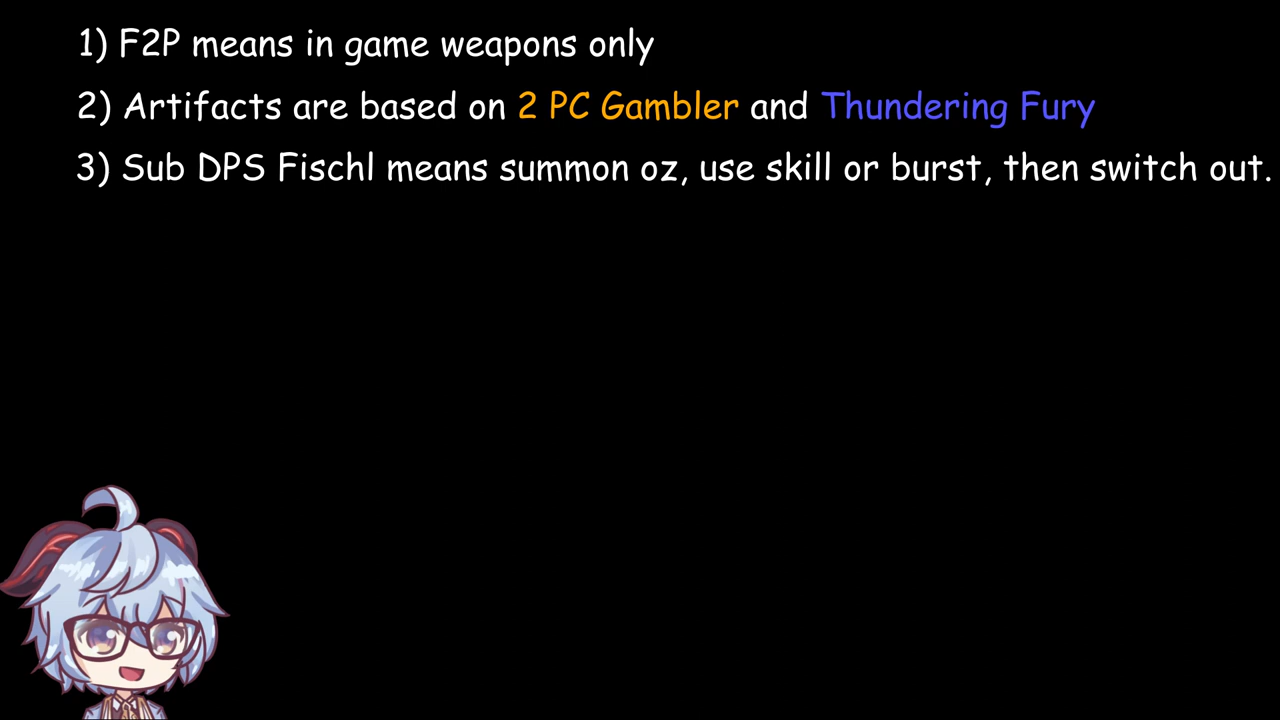 1) F2P means in game weapons only
2) Artifacts are based on 2 PC Gambler and Thundering Fury
3) Sub DPS Fischl means summon oz, use skill or burst, then switch out.